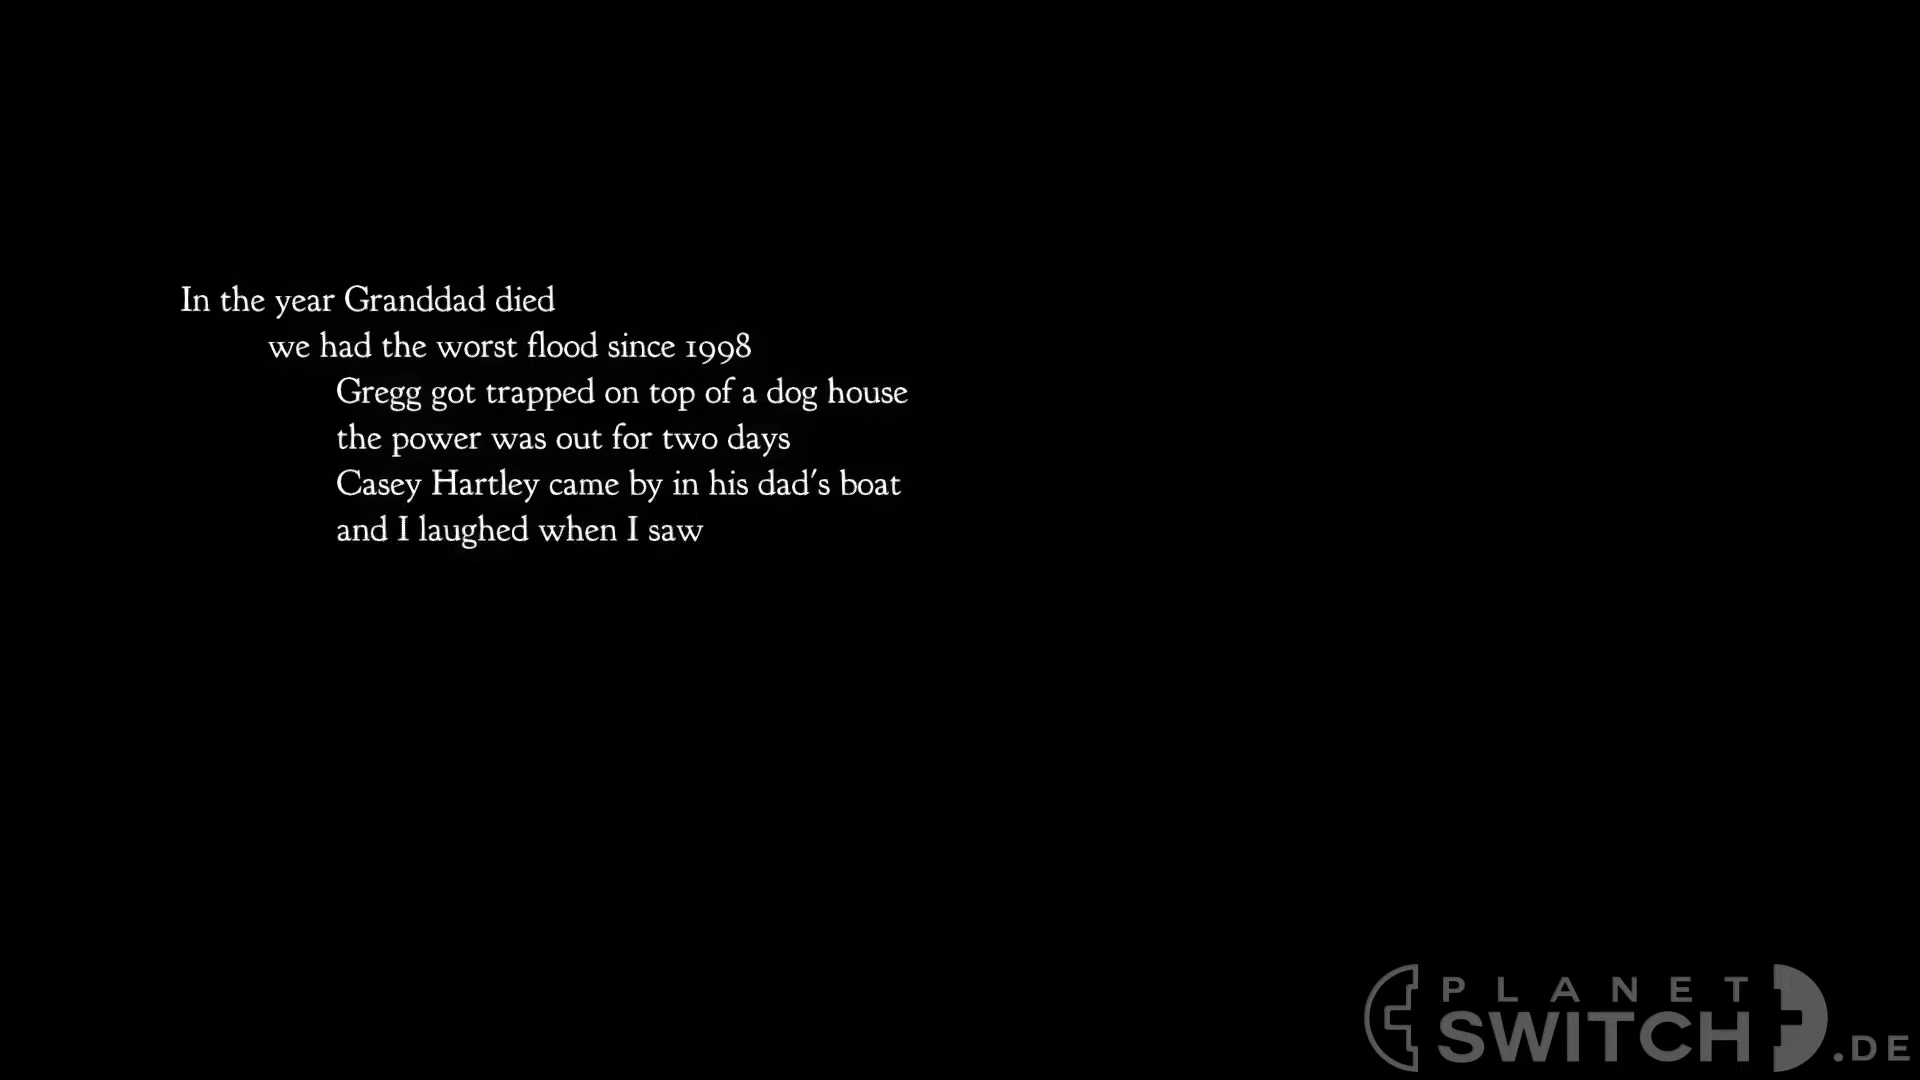 In the year Granddad died
we had the worst flood since 1998
Gregg got trapped on top of a dog house
the power was out for two days
Casey Hartley came by in his dad's boat
and I laughed when I saw
PLANET
SWITCH.DE